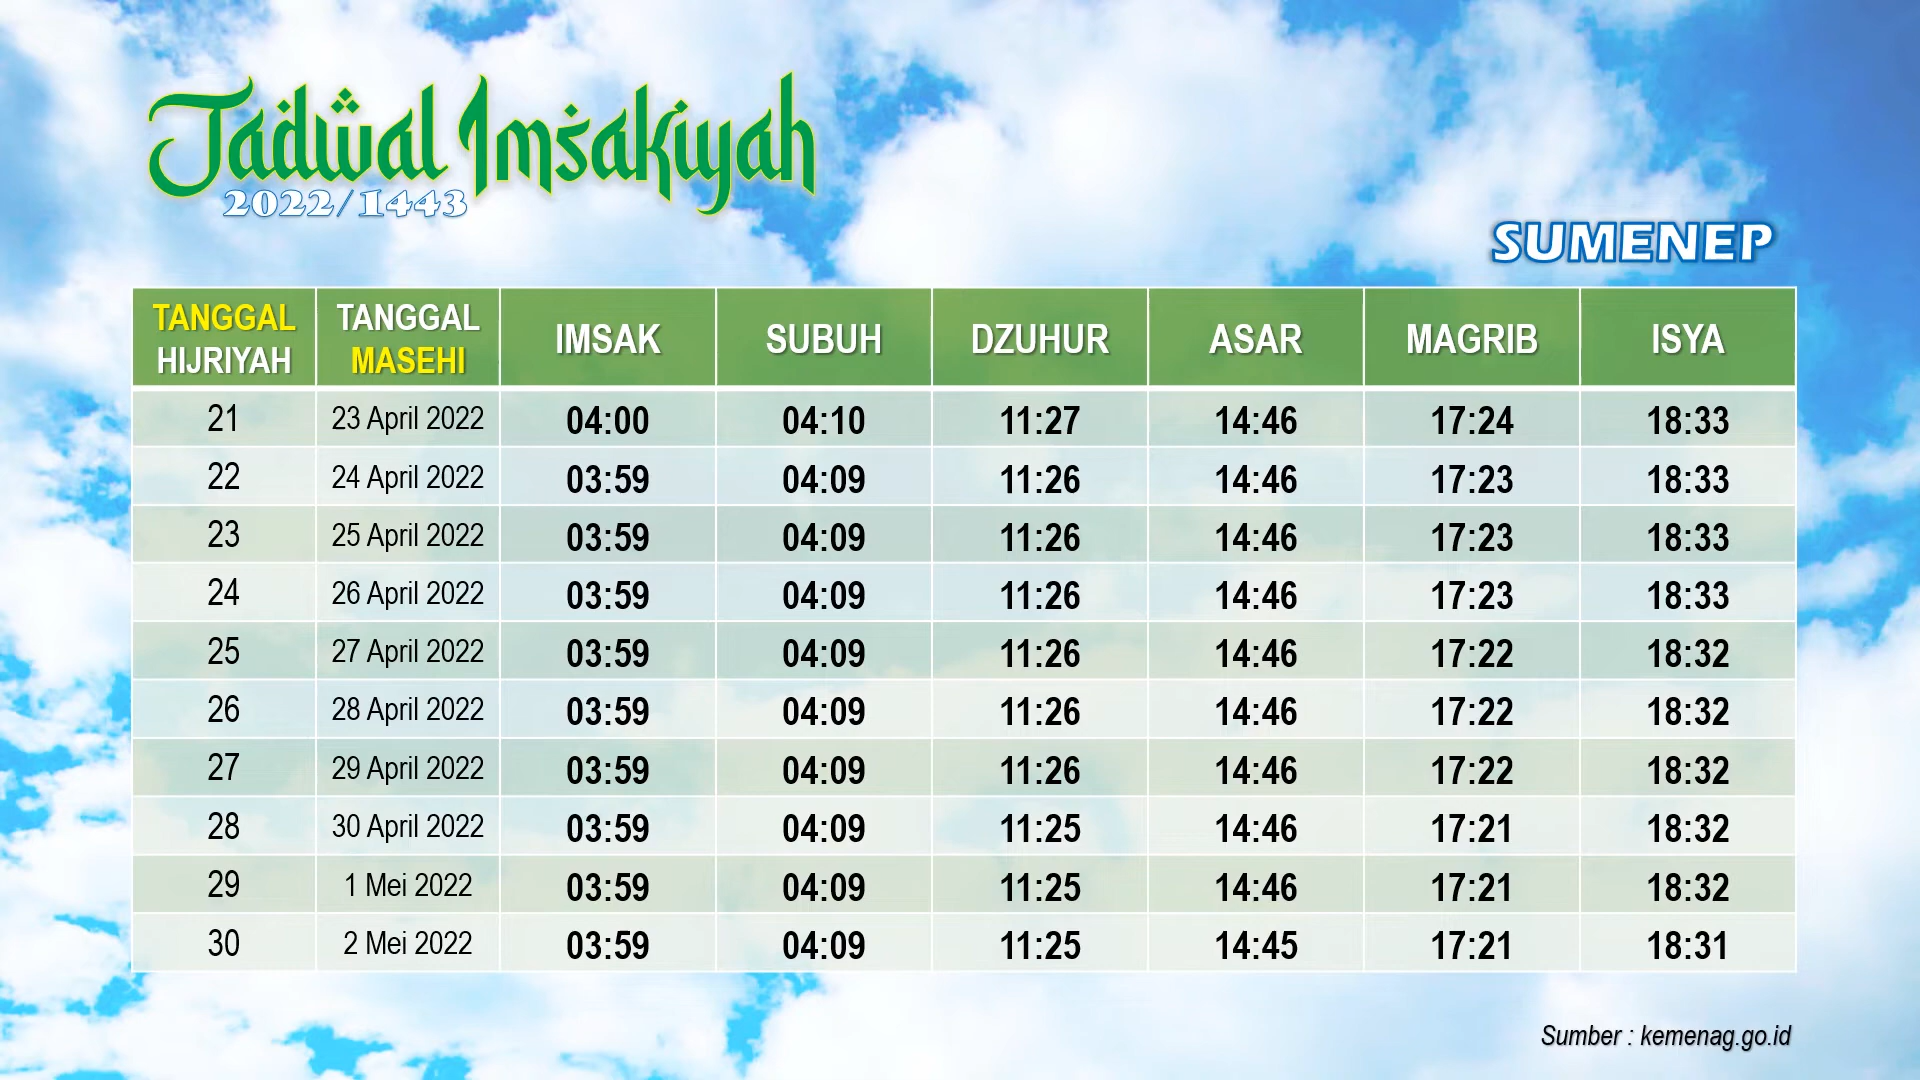 Jadwal Imsakiyah
2022/1443
SUMENEP
TANGGAL HIJRIYAH TANGGAL MASEHI IMSAK SUBUH DZUHUR ASAR MAGRIB ISYA
21 23 April 2022 04:00 04:10 11:27 14:46 17:24 18:33
22 24 April 2022 03:59 04:09 11:26 14:46 17:23 18:33
23 25 April 2022 03:59 04:09 11:26 14:46 17:23 18:33
24 26 April 2022 03:59 04:09 11:26 14:46 17:23 18:33
25 27 April 2022 03:59 04:09 11:26 14:46 17:22 18:32
26 28 April 2022 03:59 04:09 11:26 14:46 17:22 18:32
27 29 April 2022 03:59 04:09 11:26 14:46 17:22 18:32
28 30 April 2022 03:59 04:09 11:25 14:46 17:21 18:32
29 1 Mei 2022 03:59 04:09 11:25 14:46 17:21 18:32
30 2 Mei 2022 03:59 04:09 11:25 14:45 17:21 18:31
Sumber : kemenag.go.id